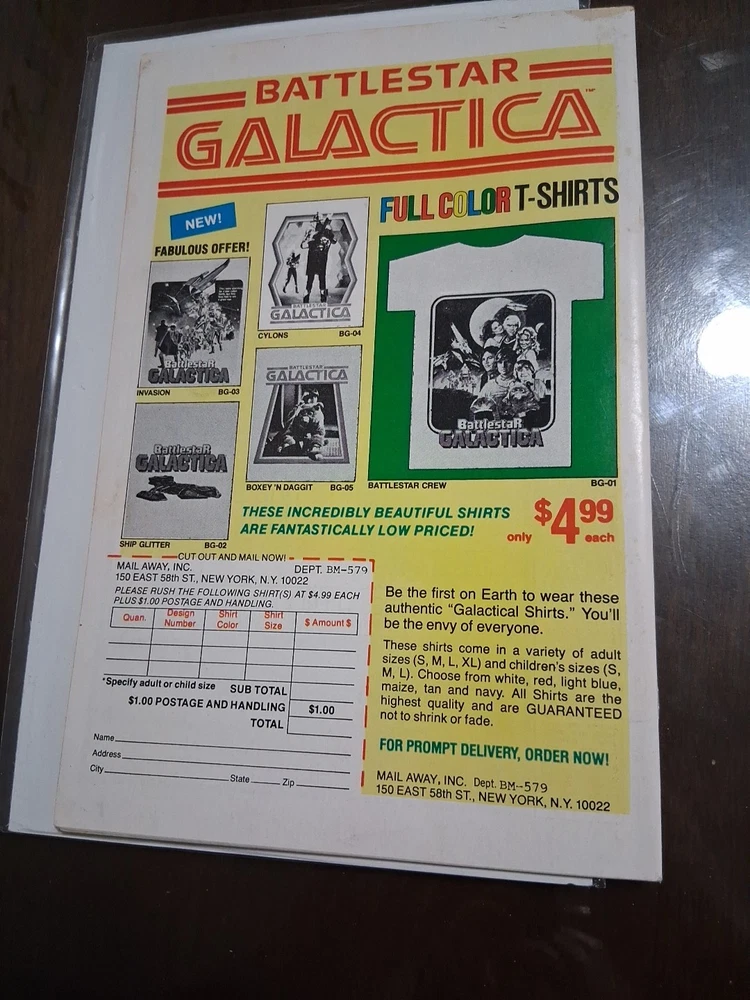 BATTLESTAR
GALACTICA™
NEW!
FABULOUS OFFER!
FULL COLOR T-SHIRTS
BattlestaR
GALACTICA
INVASION BG-03
BATTLESTAR
GALACTICA
CYLONS BG-04
BattlestaR
GALACTICA
SHIP GLITTER BG-02
BATTLESTAR
GALACTICA
BOXEY 'N DAGGIT BG-05
BattlestaR
GALACTICA
BATTLESTAR CREW BG-01
THESE INCREDIBLY BEAUTIFUL SHIRTS
ARE FANTASTICALLY LOW PRICED!
only $4.99 each
CUT OUT AND MAIL NOW!
MAIL AWAY, INC. DEPT. BM-579
150 EAST 58th ST., NEW YORK, N.Y. 10022
PLEASE RUSH THE FOLLOWING SHIRT(S) AT $4.99 EACH
PLUS $1.00 POSTAGE AND HANDLING.
Quan. Design Number Shirt Color Shirt Size $ Amount $
*Specify adult or child size SUB TOTAL
$1.00 POSTAGE AND HANDLING $1.00
TOTAL
Name
Address
City State Zip
Be the first on Earth to wear these
authentic "Galactical Shirts." You'll
be the envy of everyone.
These shirts come in a variety of adult
sizes (S, M, L, XL) and children's sizes (S,
M, L). Choose from white, red, light blue,
maize, tan and navy. All Shirts are the
highest quality and are GUARANTEED
not to shrink or fade.
FOR PROMPT DELIVERY, ORDER NOW!
MAIL AWAY, INC. Dept. BM-579
150 EAST 58th ST., NEW YORK, N.Y. 10022